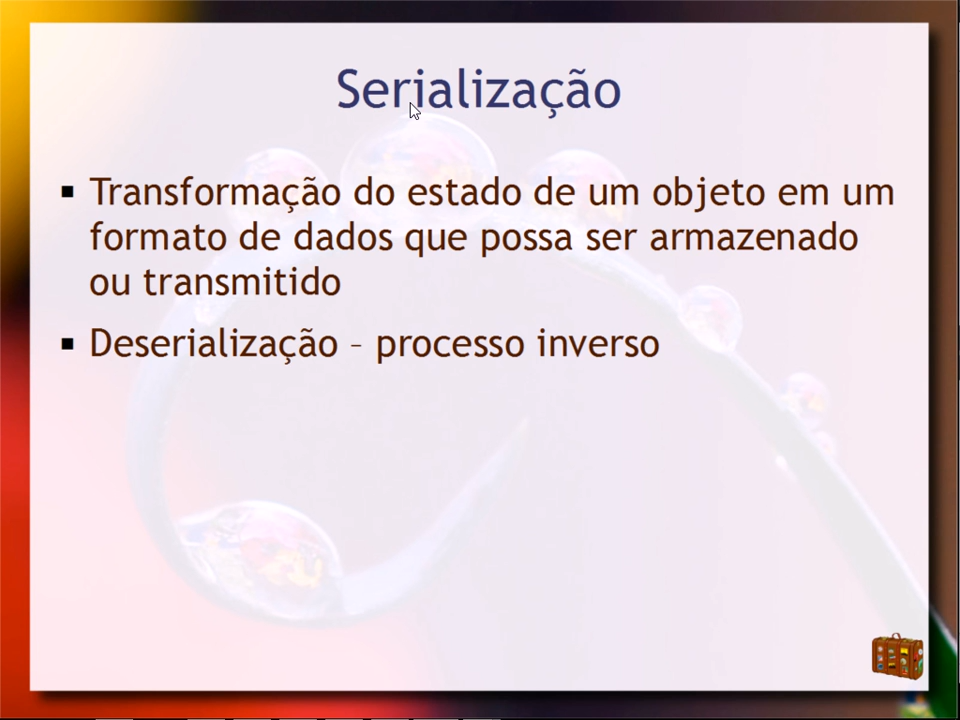 Serialização
▪ Transformação do estado de um objeto em um
formato de dados que possa ser armazenado
ou transmitido
▪ Deserialização – processo inverso